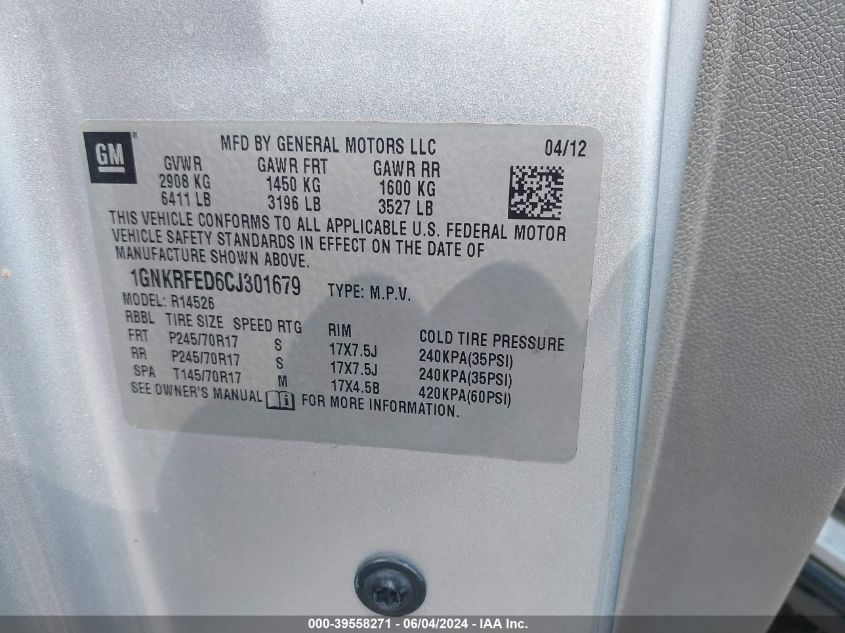 GM
MFD BY GENERAL MOTORS LLC 04/12
GVWR GAWR FRT GAWR RR
2908 KG 1450 KG 1600 KG
6411 LB 3196 LB 3527 LB
THIS VEHICLE CONFORMS TO ALL APPLICABLE U.S. FEDERAL MOTOR
VEHICLE SAFETY STANDARDS IN EFFECT ON THE DATE OF
MANUFACTURE SHOWN ABOVE.
1GNKRFED6CJ301679 TYPE: M.P.V.
MODEL: R14526
RBBL TIRE SIZE SPEED RTG RIM COLD TIRE PRESSURE
FRT P245/70R17 S 17X7.5J 240KPA(35PSI)
RR P245/70R17 S 17X7.5J 240KPA(35PSI)
SPA T145/70R17 M 17X4.5B 420KPA(60PSI)
SEE OWNER'S MANUAL i FOR MORE INFORMATION.
000-39558271 - 06/04/2024 - IAA Inc.